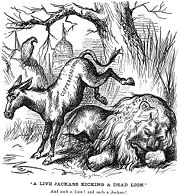 "A LIVE JACKASS KICKING A DEAD LION."
And such a Lion! and such a Jackass!